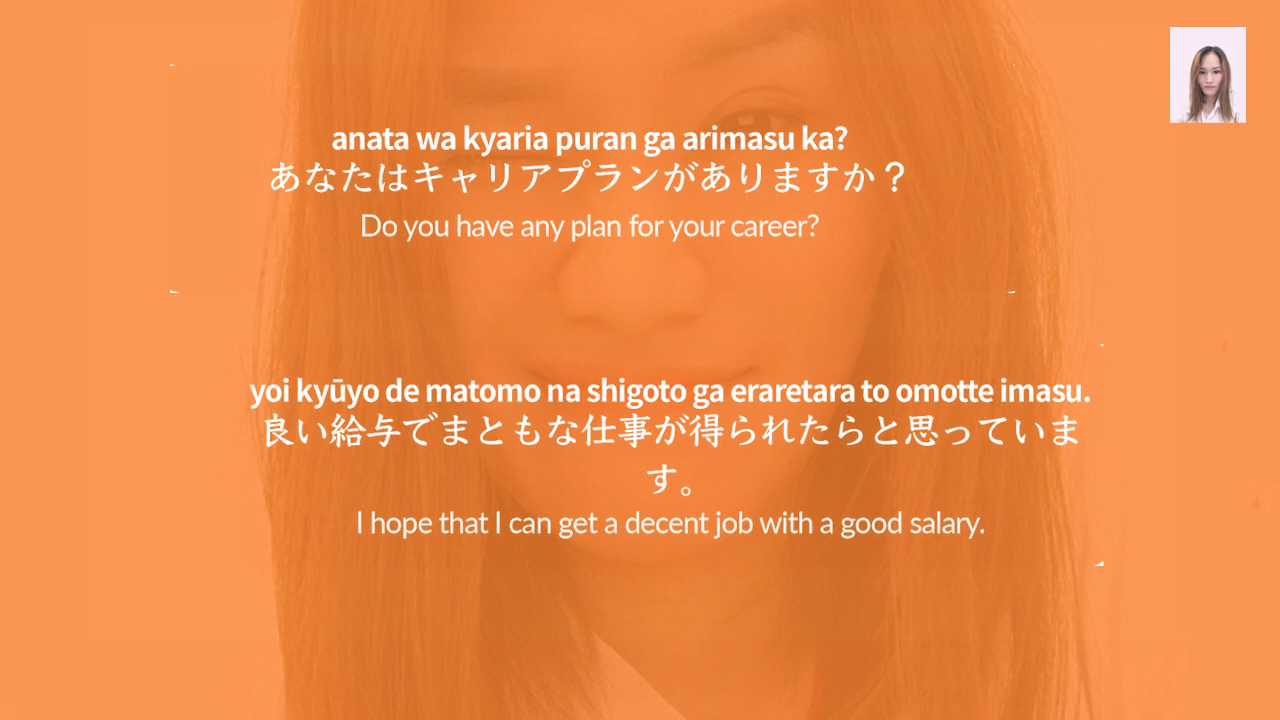 anata wa kyaria puran ga arimasu ka?
あなたはキャリアプランがありますか？
Do you have any plan for your career?
yoi kyūyo de matomo na shigoto ga eraretara to omotte imasu.
良い給与でまともな仕事が得られたらと思っていま
す。
I hope that I can get a decent job with a good salary.